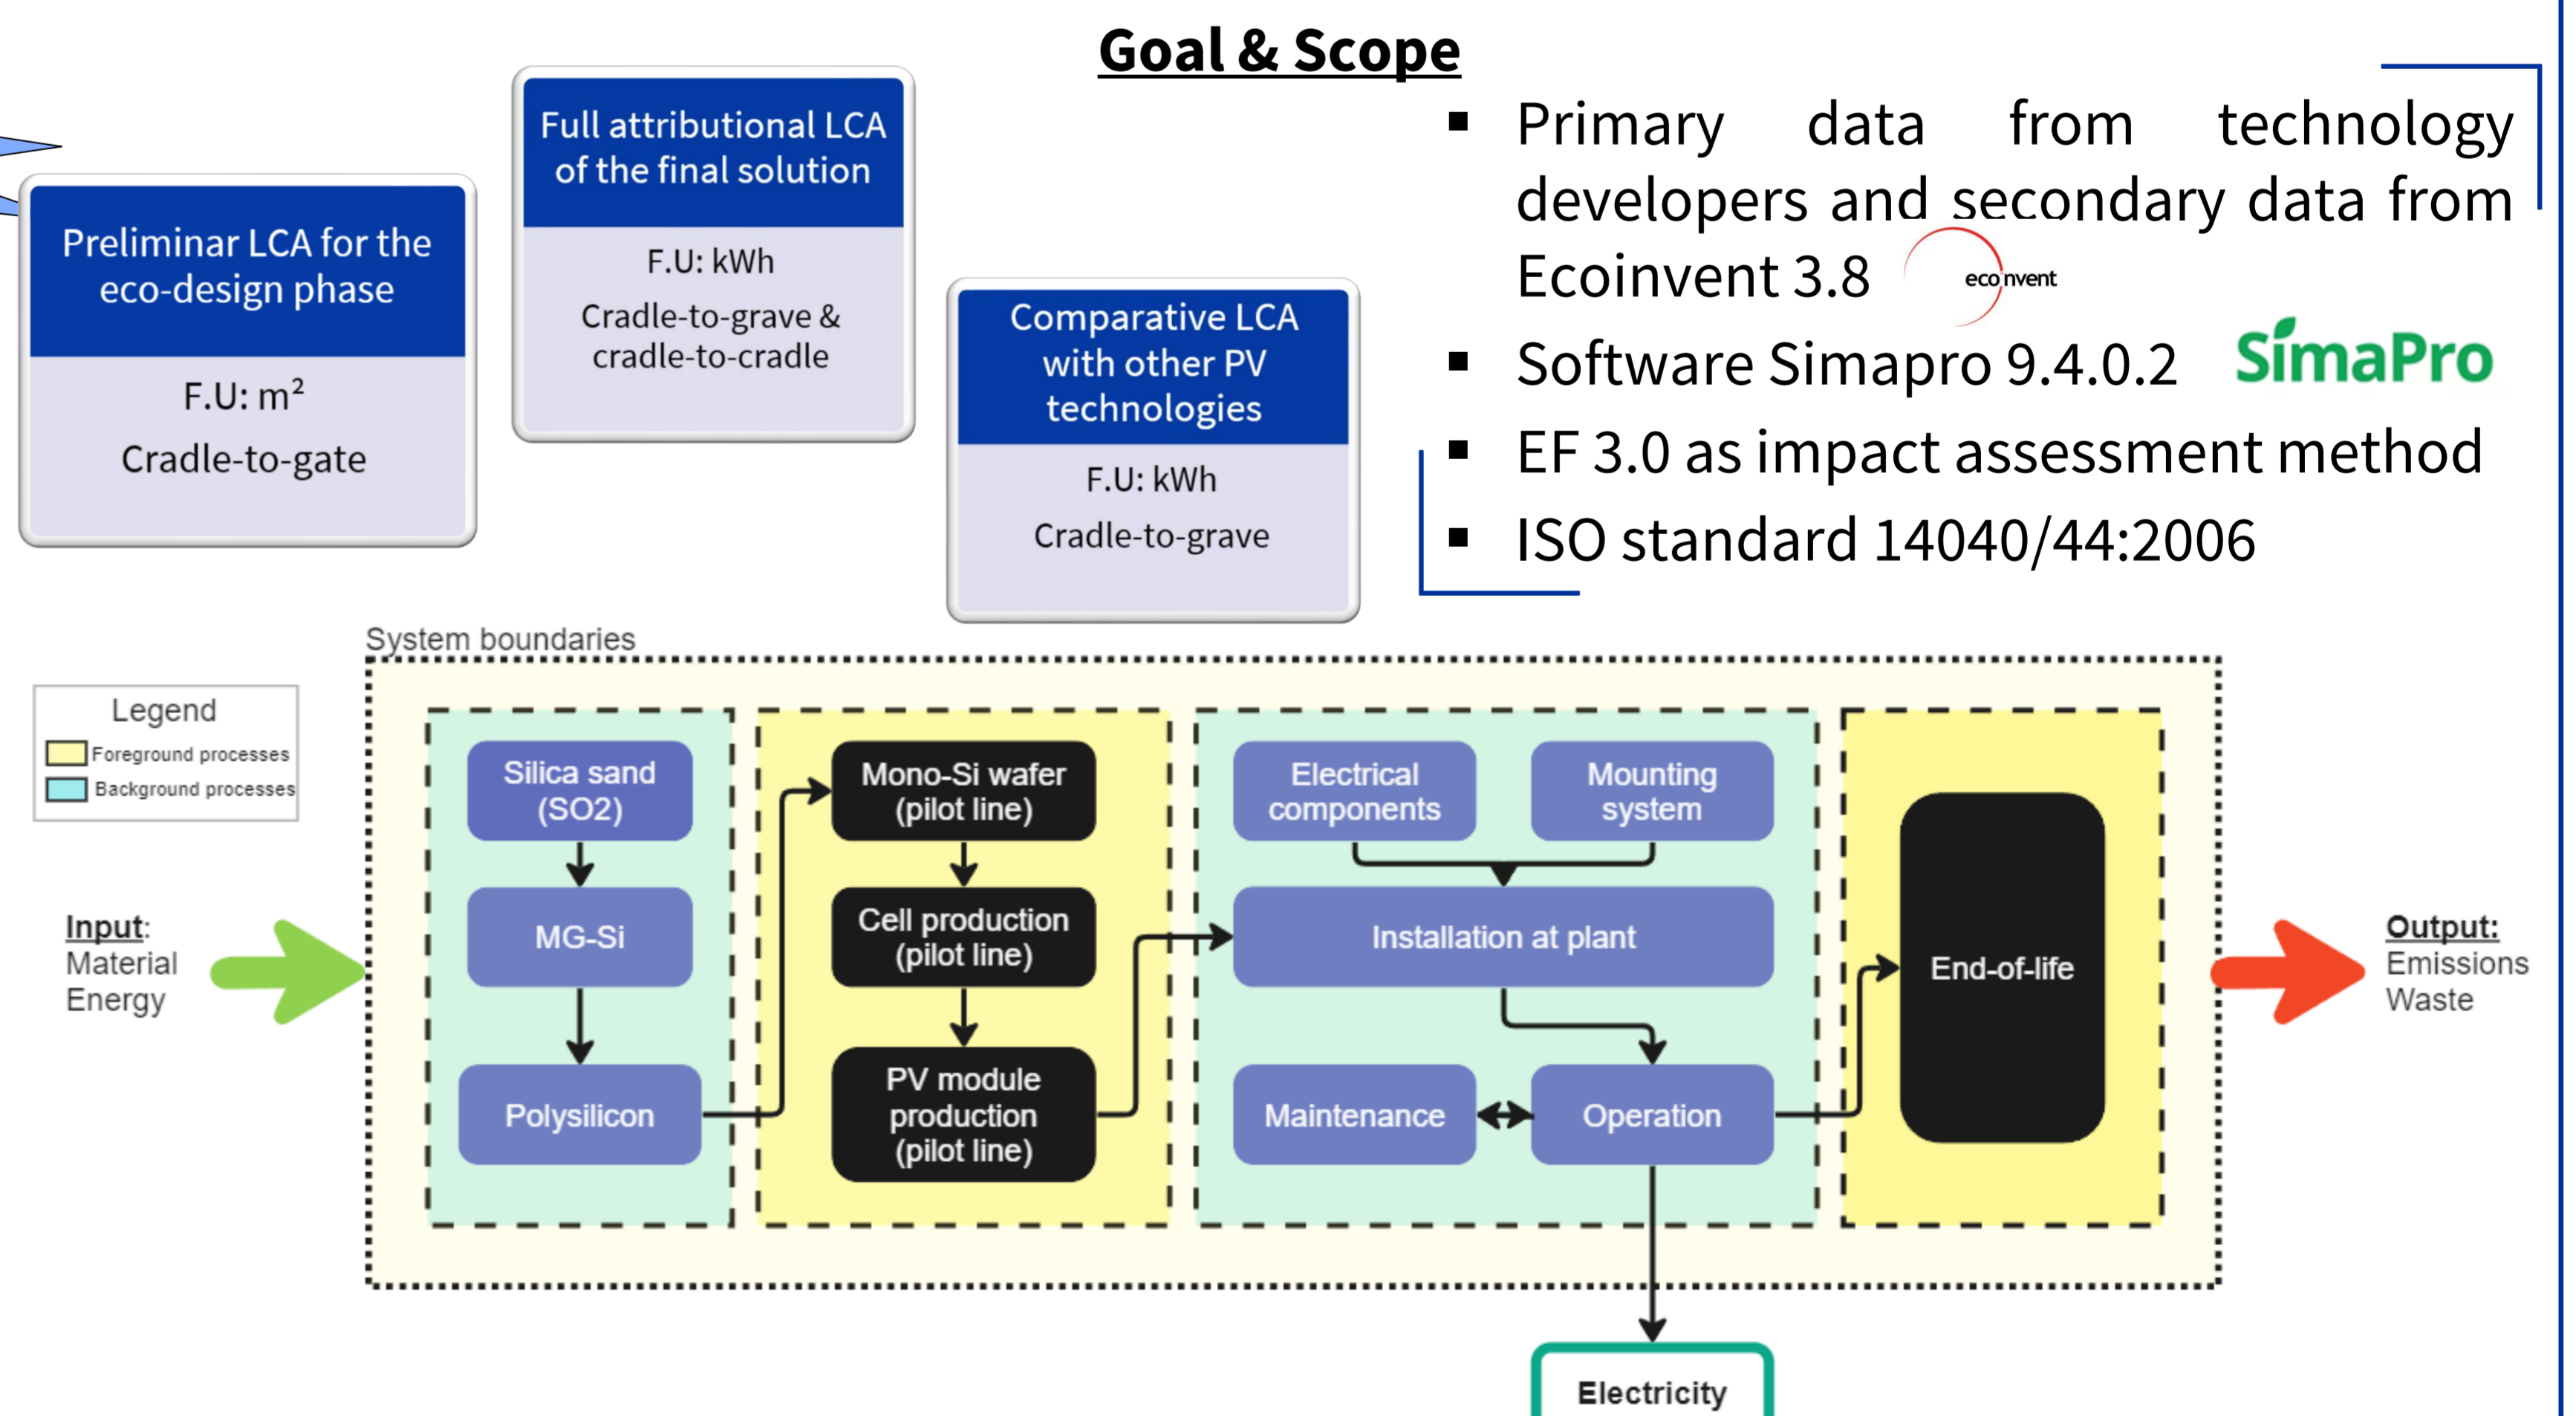 Goal & Scope
Preliminar LCA for the
eco-design phase
F.U: m²
Cradle-to-gate
Full attributional LCA
of the final solution
F.U: kWh
Cradle-to-grave &
cradle-to-cradle
Comparative LCA
with other PV
technologies
F.U: kWh
Cradle-to-grave
▪ Primary data from technology
developers and secondary data from
Ecoinvent 3.8
ecoinvent
▪ Software Simapro 9.4.0.2
SimaPro
▪ EF 3.0 as impact assessment method
▪ ISO standard 14040/44:2006
System boundaries
Legend
Foreground processes
Background processes
Input:
Material
Energy
Silica sand
(SO2)
MG-Si
Polysilicon
Mono-Si wafer
(pilot line)
Cell production
(pilot line)
PV module
production
(pilot line)
Electrical
components
Mounting
system
Installation at plant
Maintenance
Operation
End-of-life
Output:
Emissions
Waste
Electricity